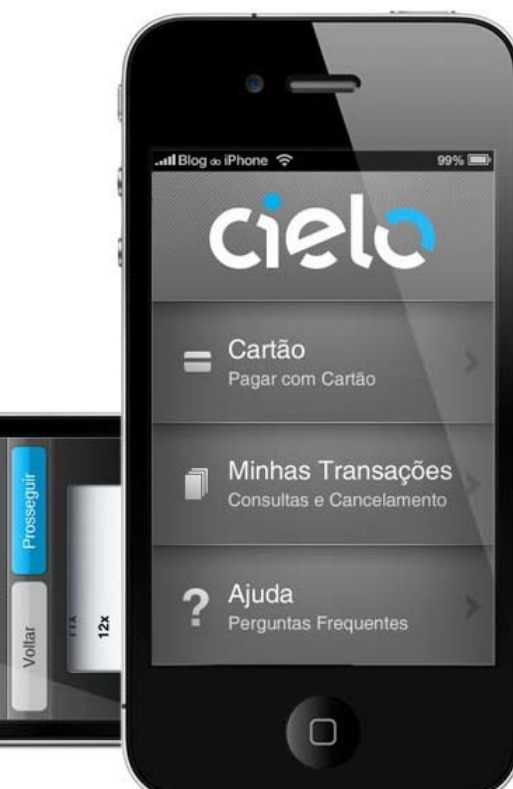 Blog do iPhone 99%
cielo
Cartão
Pagar com Cartão
Minhas Transações
Consultas e Cancelamento
Ajuda
Perguntas Frequentes
Prosseguir
Voltar
11x
12x